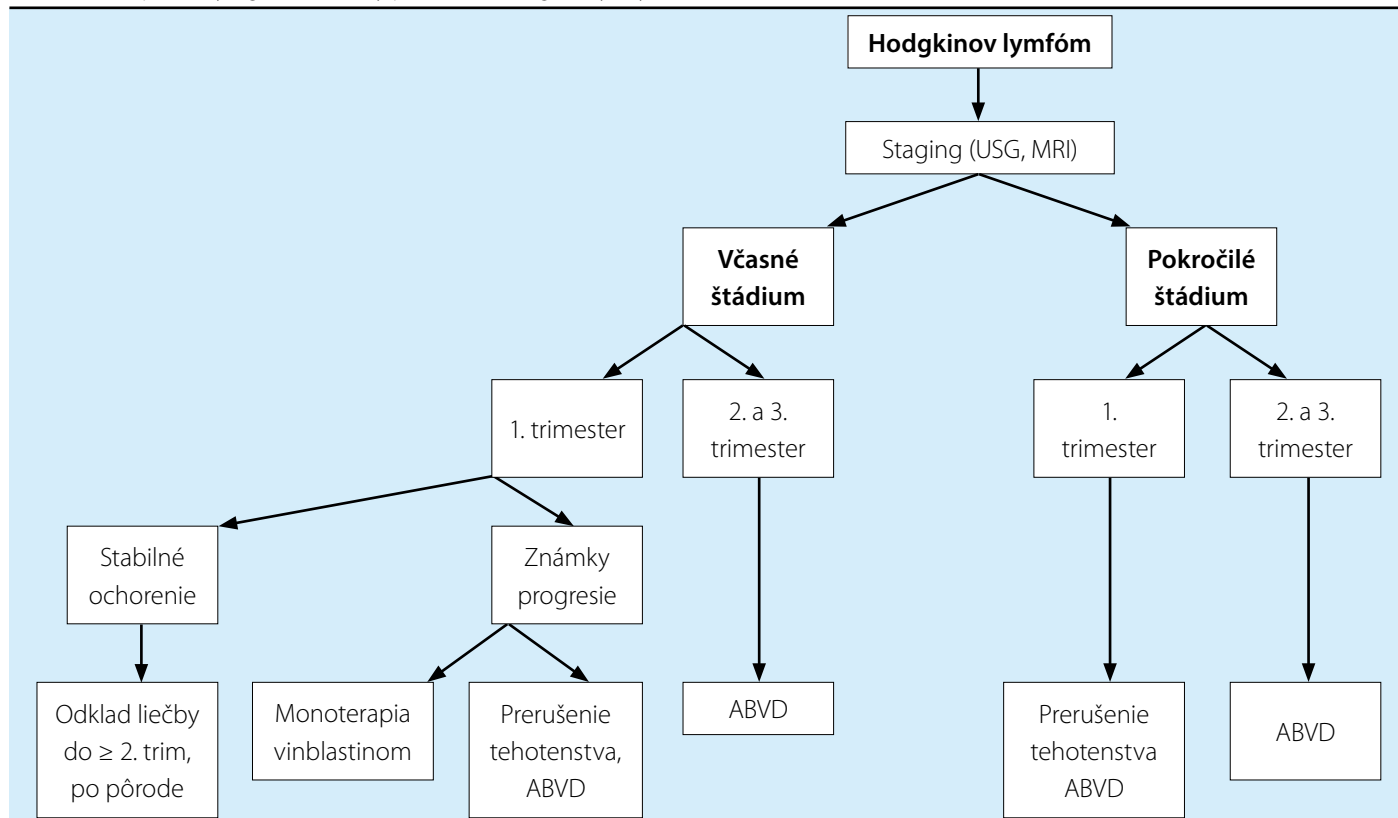 Hodgkinov lymfóm
Staging (USG, MRI)
Včasné
štádium
Pokročilé
štádium
1. trimester
2. a 3.
trimester
1.
trimester
2. a 3.
trimester
Stabilné
ochorenie
Známky
progresie
Odklad liečby
do ≥ 2. trim,
po pôrode
Monoterapia
vinblastinom
Prerušenie
tehotenstva,
ABVD
ABVD
Prerušenie
tehotenstva
ABVD
ABVD